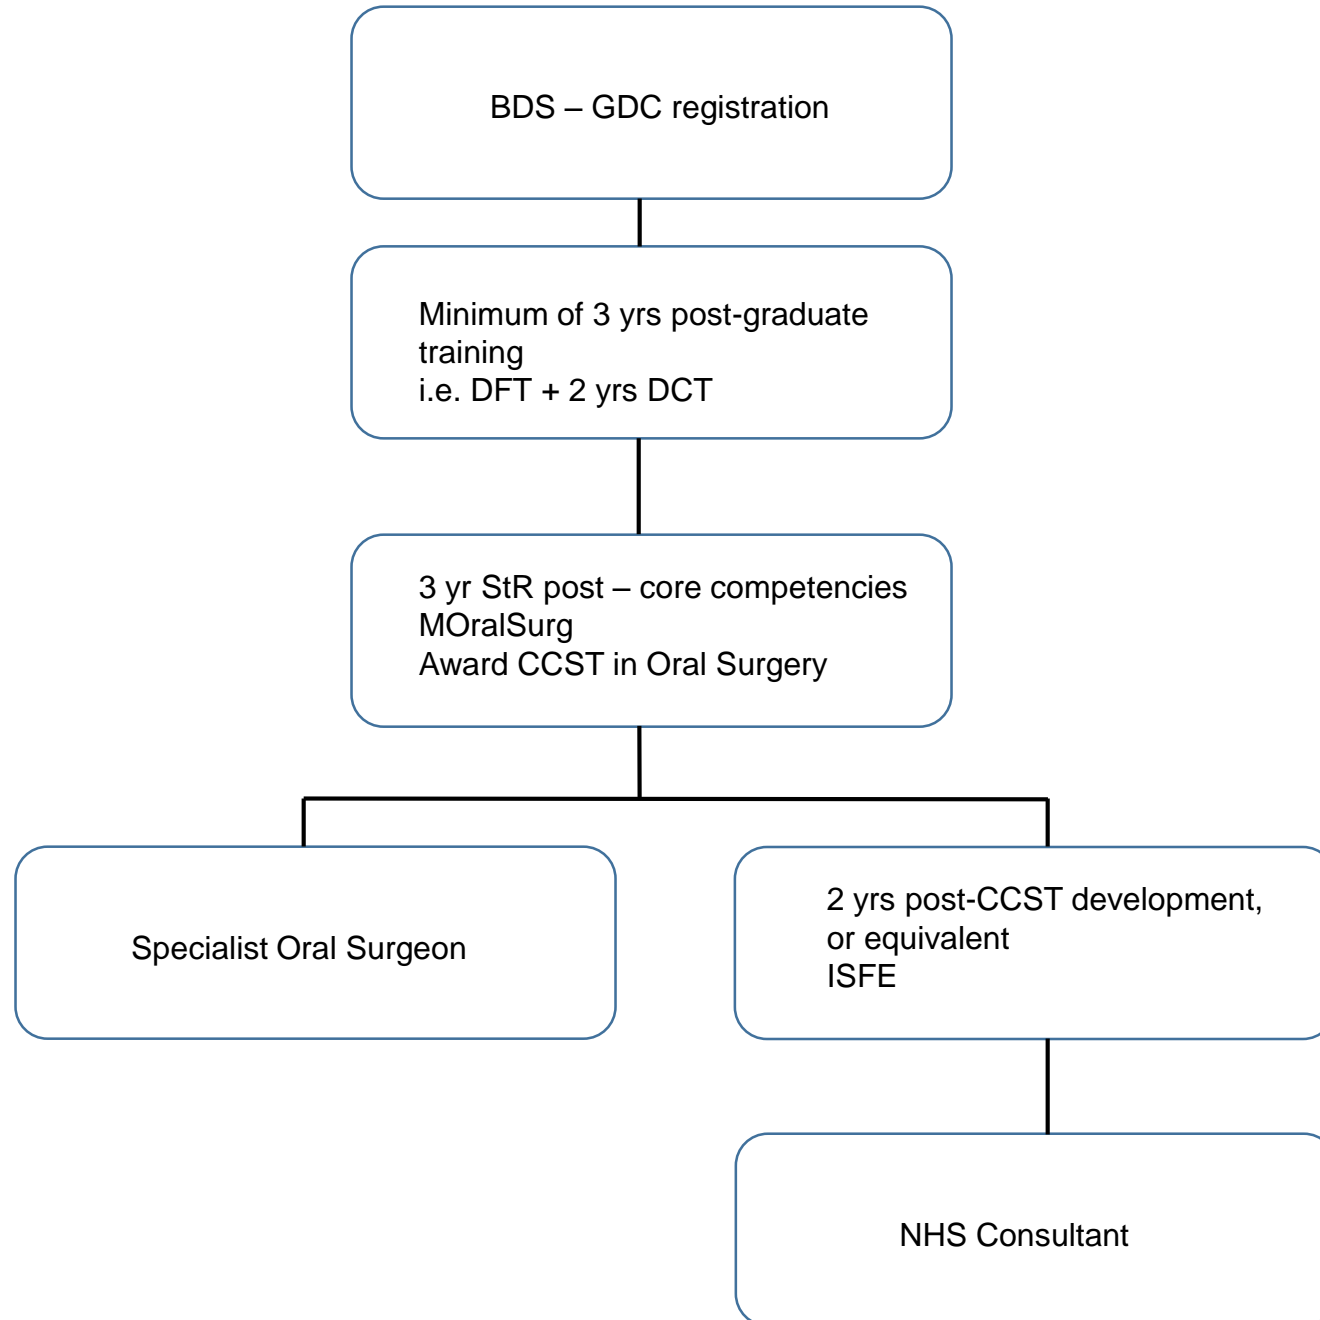 BDS – GDC registration
Minimum of 3 yrs post-graduate
training
i.e. DFT + 2 yrs DCT
3 yr StR post – core competencies
MOralSurg
Award CCST in Oral Surgery
Specialist Oral Surgeon
2 yrs post-CCST development,
or equivalent
ISFE
NHS Consultant